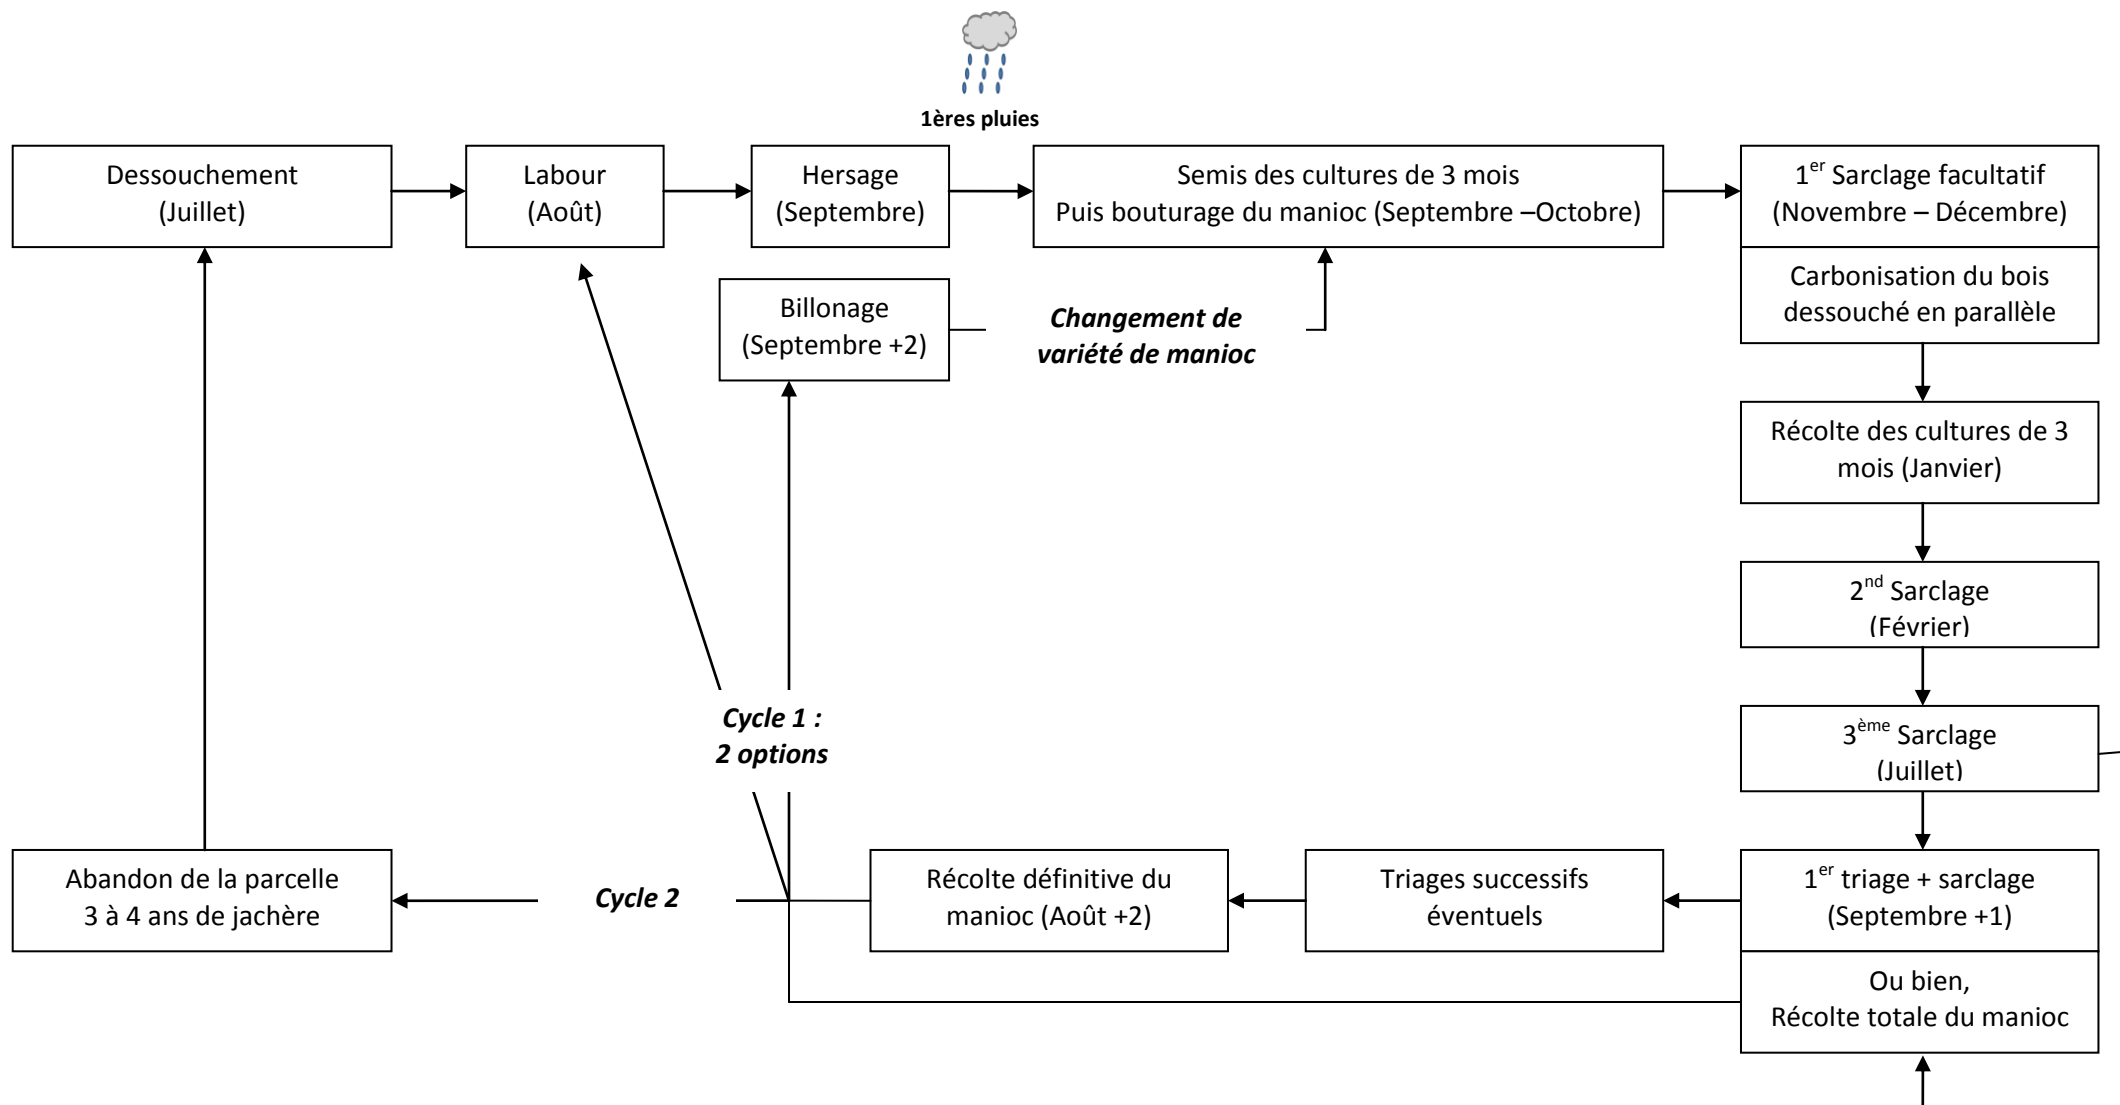 1ères pluies
Dessouchement
(Juillet)
Labour
(Août)
Hersage
(Septembre)
Semis des cultures de 3 mois
Puis bouturage du manioc (Septembre –Octobre)
1er Sarclage facultatif
(Novembre – Décembre)
Carbonisation du bois
dessouché en parallèle
Billonage
(Septembre +2)
Changement de
variété de manioc
Récolte des cultures de 3
mois (Janvier)
2nd Sarclage
(Février)
3ème Sarclage
(Juillet)
Cycle 1 :
2 options
Abandon de la parcelle
3 à 4 ans de jachère
Cycle 2
Récolte définitive du
manioc (Août +2)
Triages successifs
éventuels
1er triage + sarclage
(Septembre +1)
Ou bien,
Récolte totale du manioc